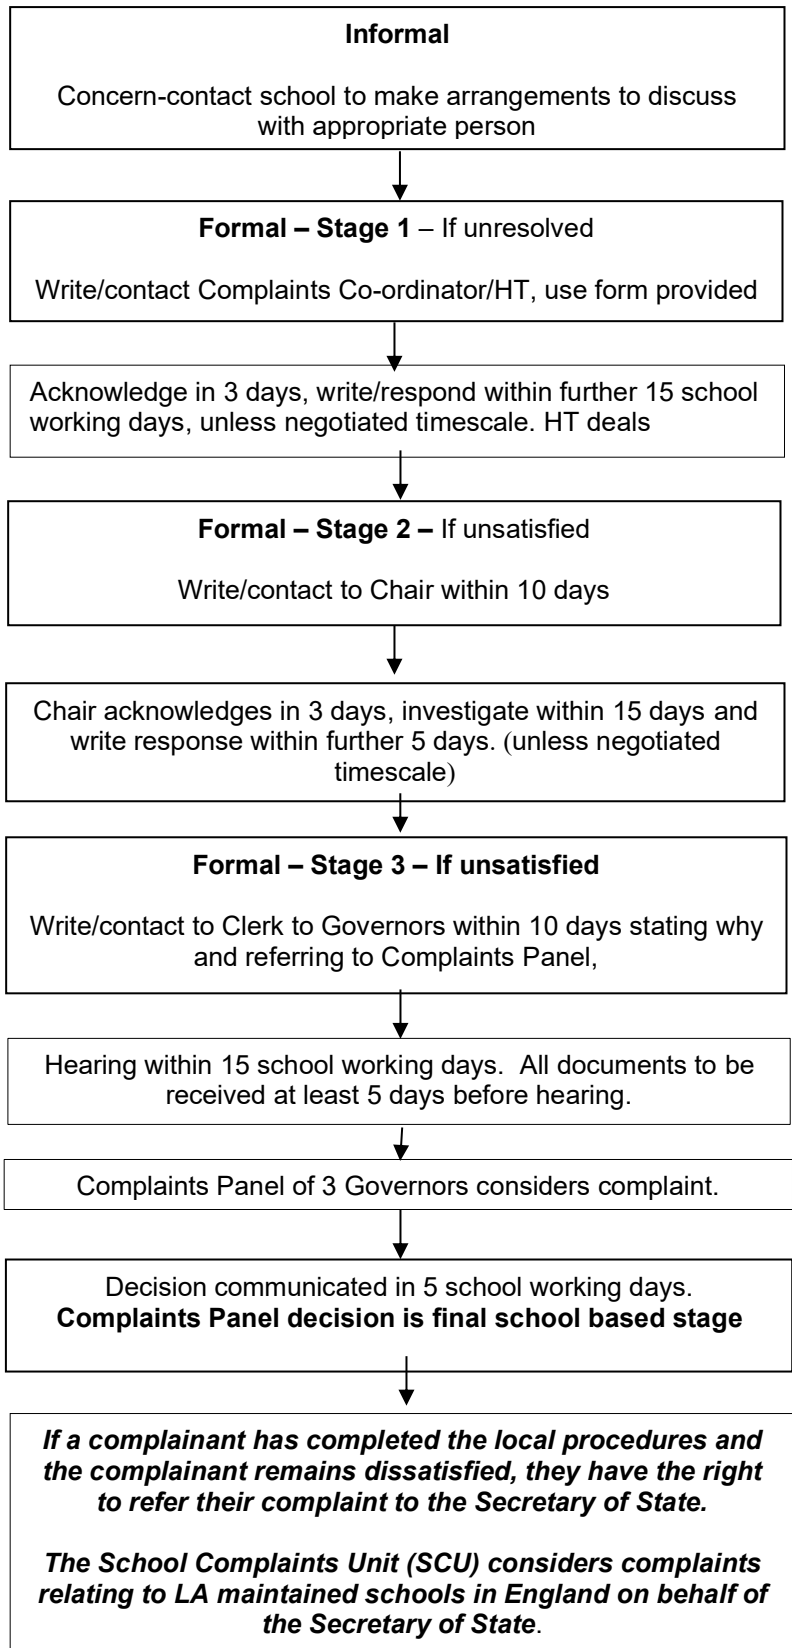 Informal
Concern-contact school to make arrangements to discuss
with appropriate person
Formal – Stage 1 – If unresolved
Write/contact Complaints Co-ordinator/HT, use form provided
Acknowledge in 3 days, write/respond within further 15 school
working days, unless negotiated timescale. HT deals
Formal – Stage 2 – If unsatisfied
Write/contact to Chair within 10 days
Chair acknowledges in 3 days, investigate within 15 days and
write response within further 5 days. (unless negotiated
timescale)
Formal – Stage 3 – If unsatisfied
Write/contact to Clerk to Governors within 10 days stating why
and referring to Complaints Panel,
Hearing within 15 school working days.  All documents to be
received at least 5 days before hearing.
Complaints Panel of 3 Governors considers complaint.
Decision communicated in 5 school working days.
Complaints Panel decision is final school based stage
If a complainant has completed the local procedures and
the complainant remains dissatisfied, they have the right
to refer their complaint to the Secretary of State.
The School Complaints Unit (SCU) considers complaints
relating to LA maintained schools in England on behalf of
the Secretary of State.